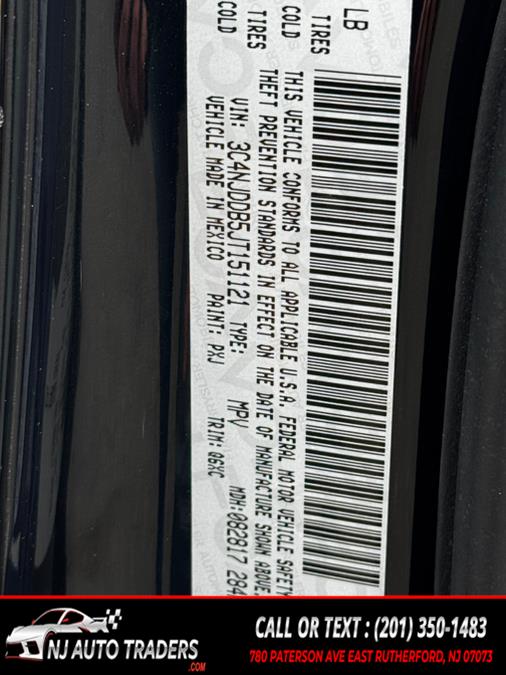 LB
TIRES
COLD
TIRES
COLD
THIS VEHICLE CONFORMS TO ALL APPLICABLE U.S.A. FEDERAL MOTOR VEHICLE SAFETY
THEFT PREVENTION STANDARDS IN EFFECT ON THE DATE OF MANUFACTURE SHOWN ABOVE.
VIN: 3C4NJDDB5JT151121 TYPE: MPV MDH:082817 284
VEHICLE MADE IN MEXICO PAINT: PXJ TRIM: Q6XC
NJ AUTO TRADERS
.COM
CALL OR TEXT : (201) 350-1483
780 PATERSON AVE EAST RUTHERFORD, NJ 07073